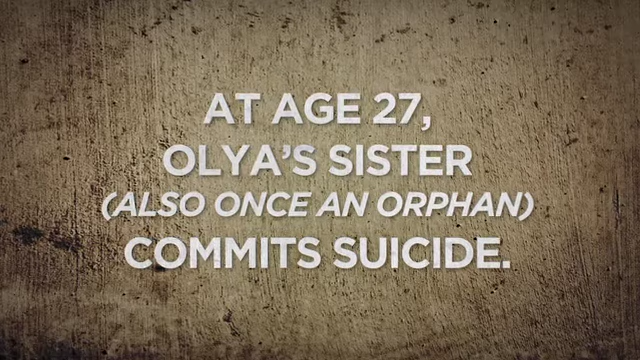 AT AGE 27,
OLYA'S SISTER
(ALSO ONCE AN ORPHAN)
COMMITS SUICIDE.